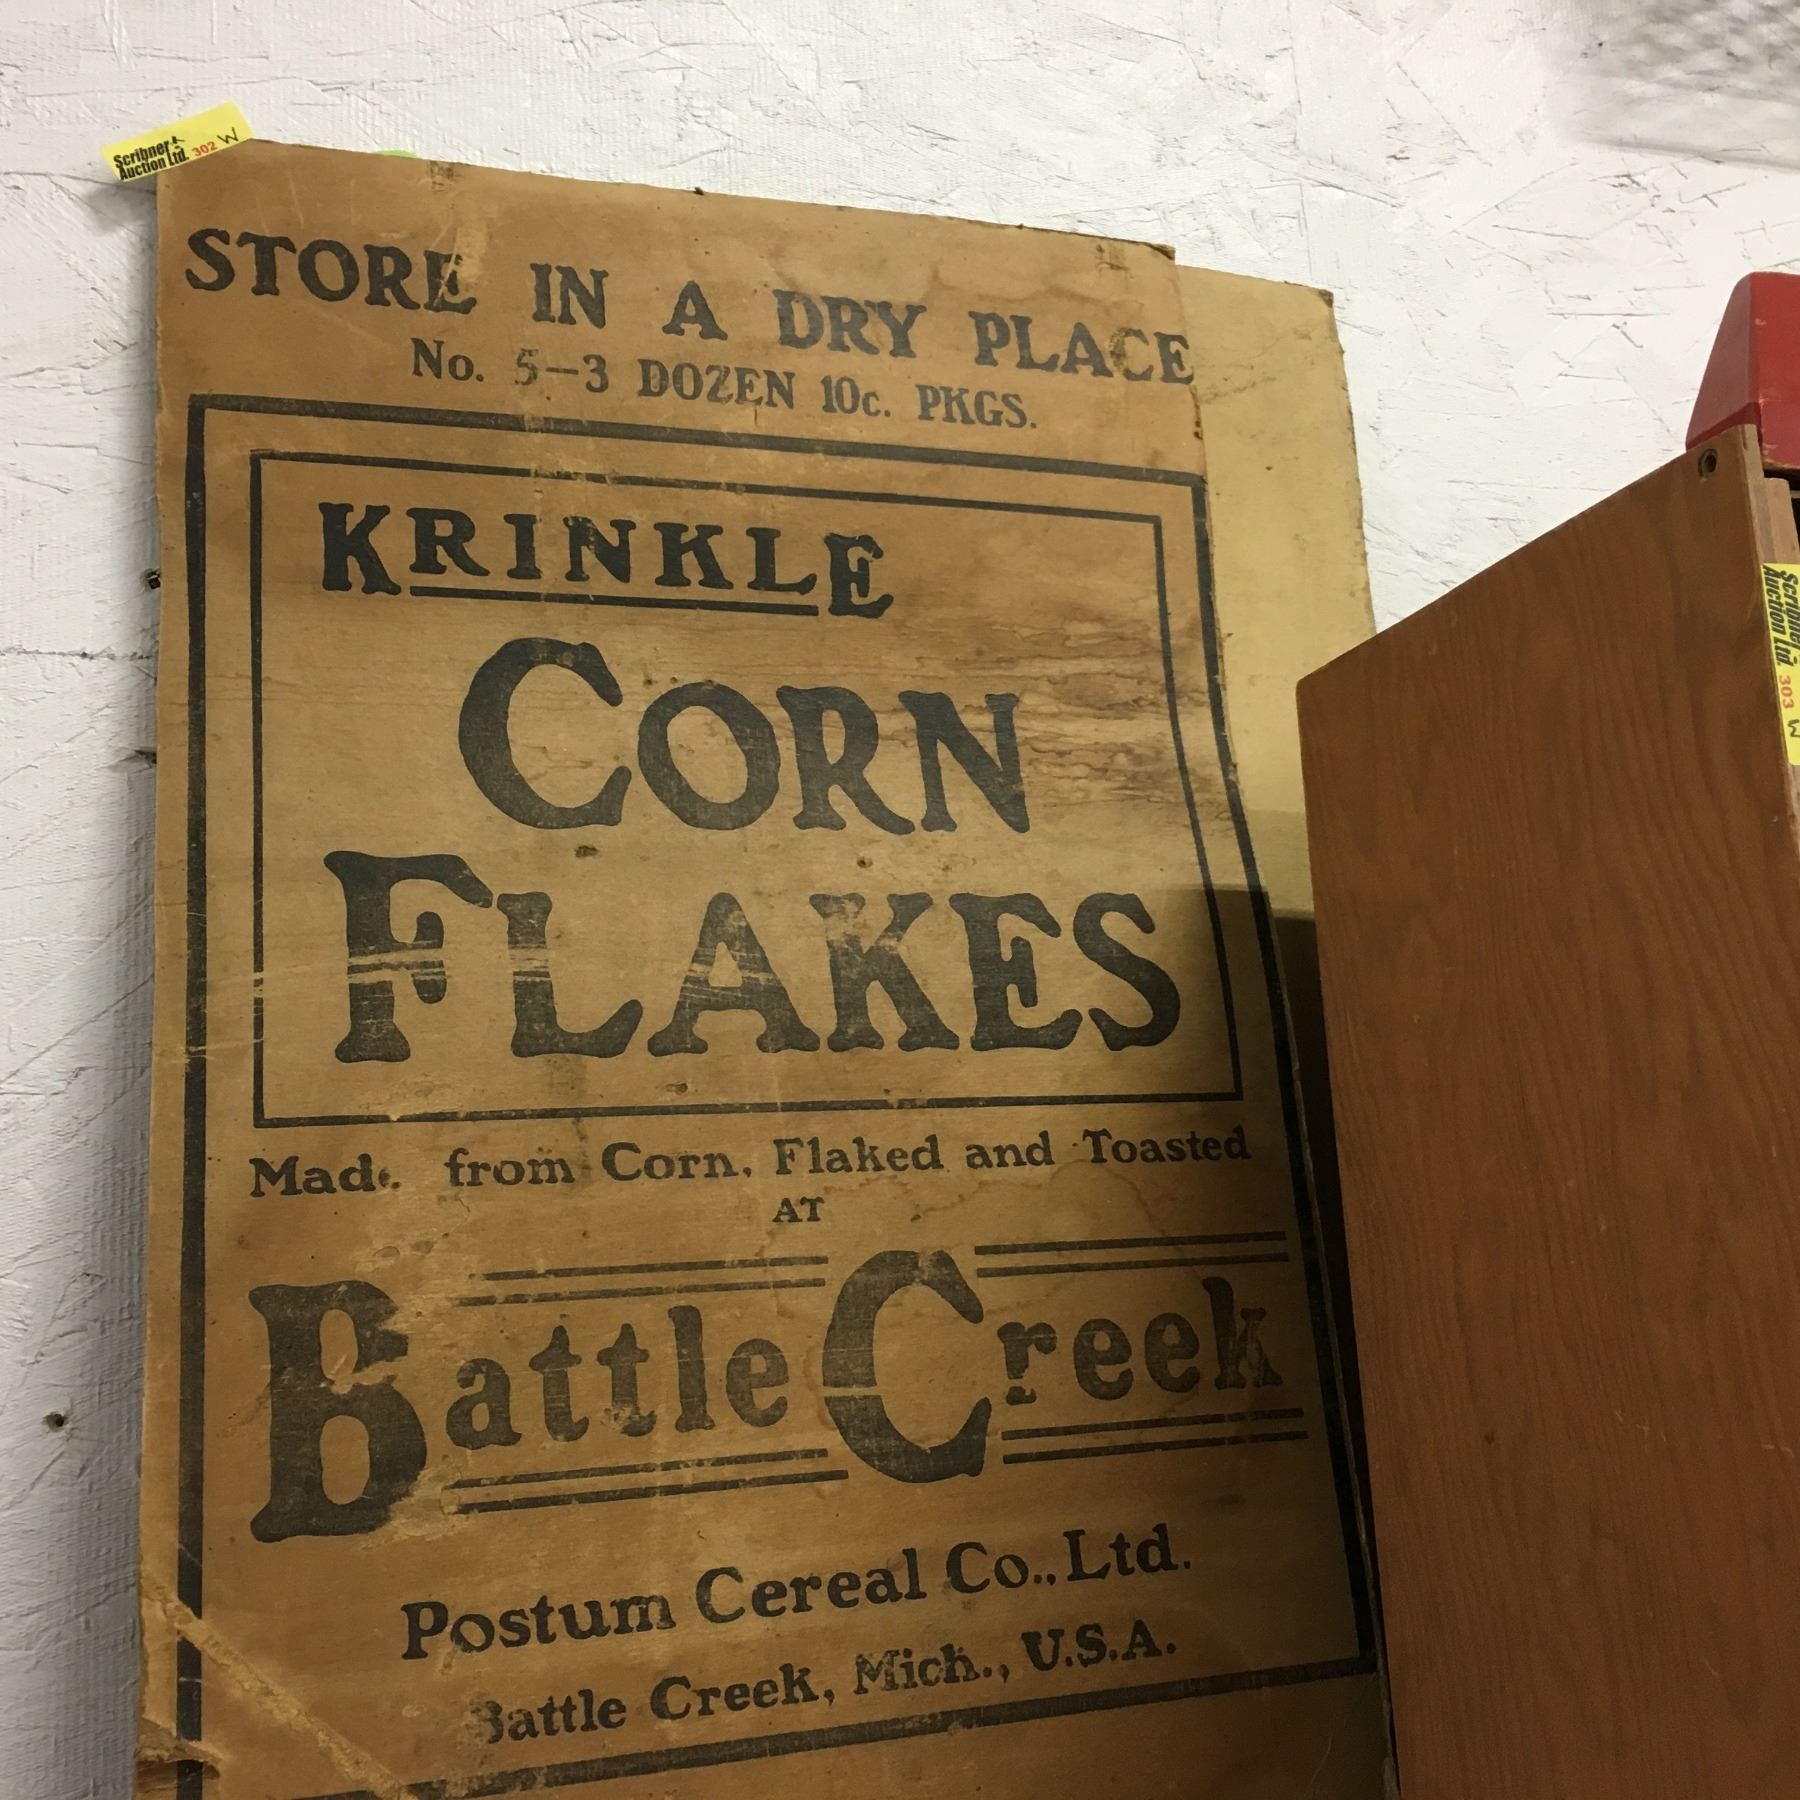 Scribner
Auction Ltd. 302 W
STORE IN A DRY PLACE
No. 5-3 DOZEN 10c. PKGS.
KRINKLE
CORN
FLAKES
Made from Corn, Flaked and Toasted
AT
Battle Creek
Postum Cereal Co., Ltd.
Battle Creek, Mich., U.S.A.
Scribner
Auction Ltd. 303 W